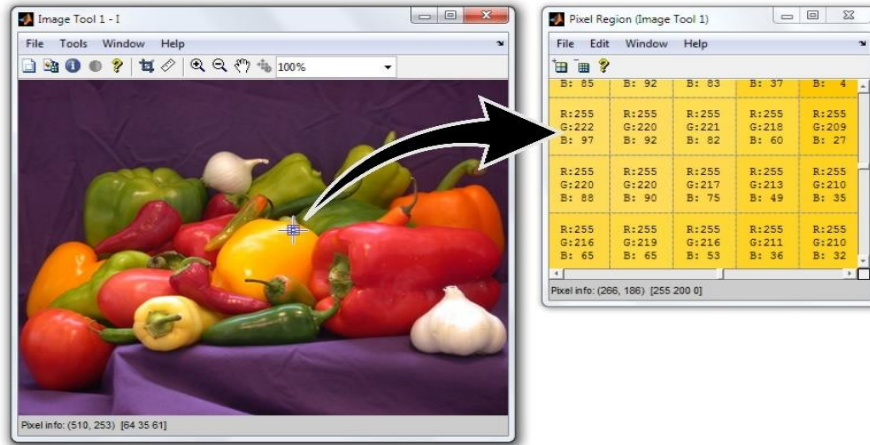 Image Tool 1 - I
File Tools Window Help
100%
Pixel info: (510, 253) [64 35 61]
Pixel Region (Image Tool 1)
File Edit Window Help
B: 85 B: 92 B: 83 B: 37 B: 4
R:255 R:255 R:255 R:255 R:255
G:222 G:220 G:221 G:218 G:209
B: 97 B: 92 B: 82 B: 60 B: 27
R:255 R:255 R:255 R:255 R:255
G:220 G:220 G:217 G:213 G:210
B: 88 B: 90 B: 75 B: 49 B: 35
R:255 R:255 R:255 R:255 R:255
G:216 G:219 G:216 G:211 G:210
B: 65 B: 65 B: 53 B: 36 B: 32
Pixel info: (266, 186) [255 200 0]